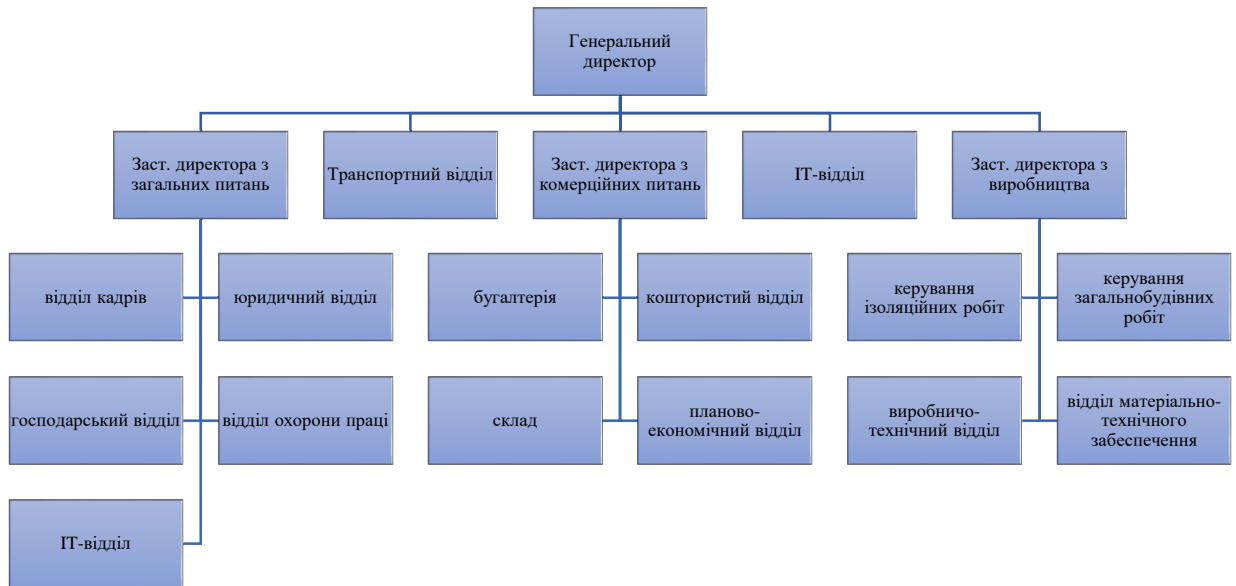 Генеральний
директор
Заст. директора з
загальних питань
Транспортний відділ
Заст. директора з
комерційних питань
ІТ-відділ
Заст. директора з
виробництва
відділ кадрів
юридичний відділ
бугалтерія
коштористий відділ
керування
ізоляційних робіт
керування
загальнобудівних
робіт
господарський відділ
відділ охорони праці
склад
планово-
економічний відділ
виробничо-
технічний відділ
відділ матеріально-
технічного
забеспечення
ІТ-відділ